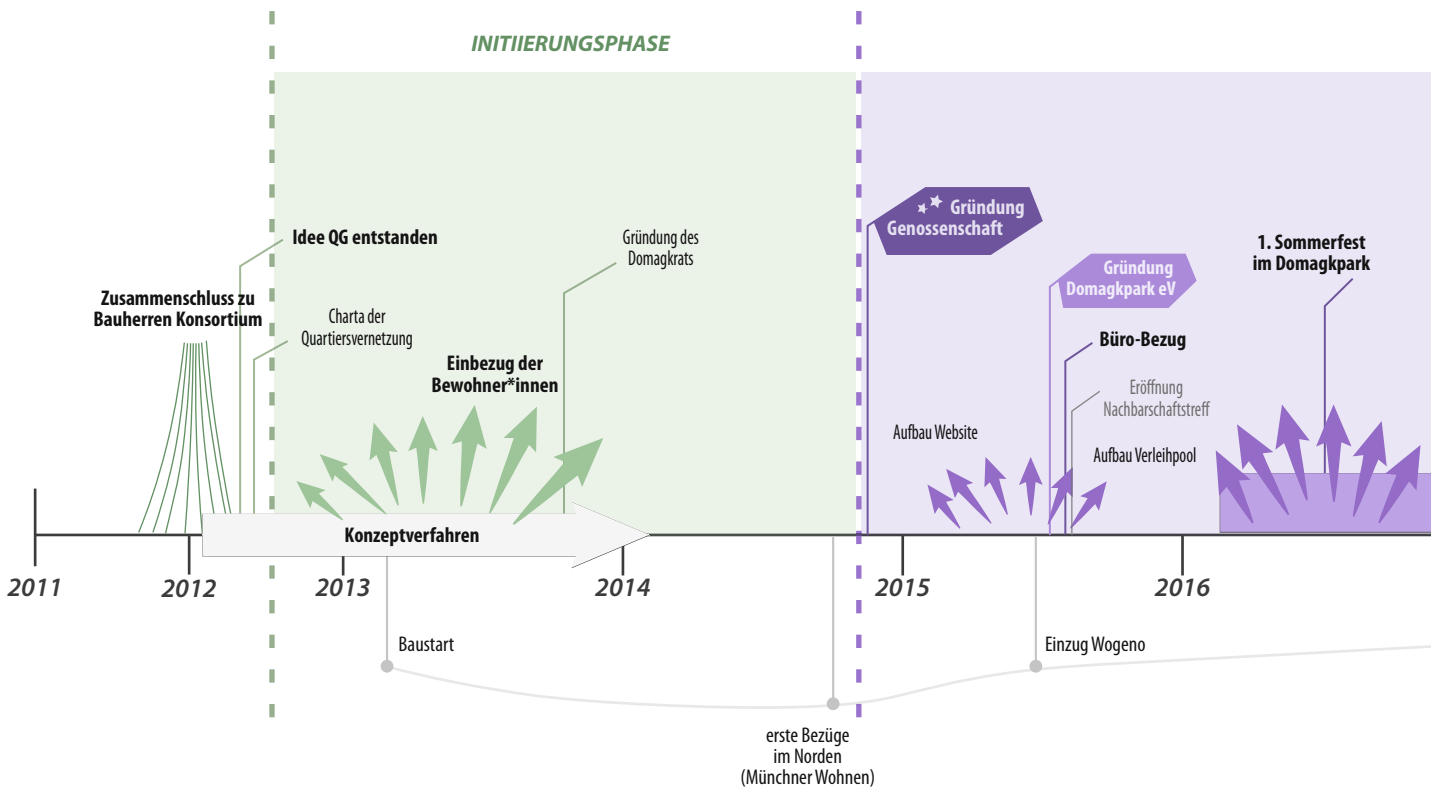 INITIIERUNGSPHASE
Idee QG entstanden
Zusammenschluss zu
Bauherren Konsortium
Charta der
Quartiersvernetzung
Einbezug der
Bewohner*innen
Gründung des
Domagkrats
Gründung
Genossenschaft
Gründung
Domagkpark eV
1. Sommerfest
im Domagkpark
Büro-Bezug
Eröffnung
Nachbarschaftstreff
Aufbau Website
Aufbau Verleihpool
Konzeptverfahren
2011
2012
2013
2014
2015
2016
Baustart
Einzug Wogeno
erste Bezüge
im Norden
(Münchner Wohnen)